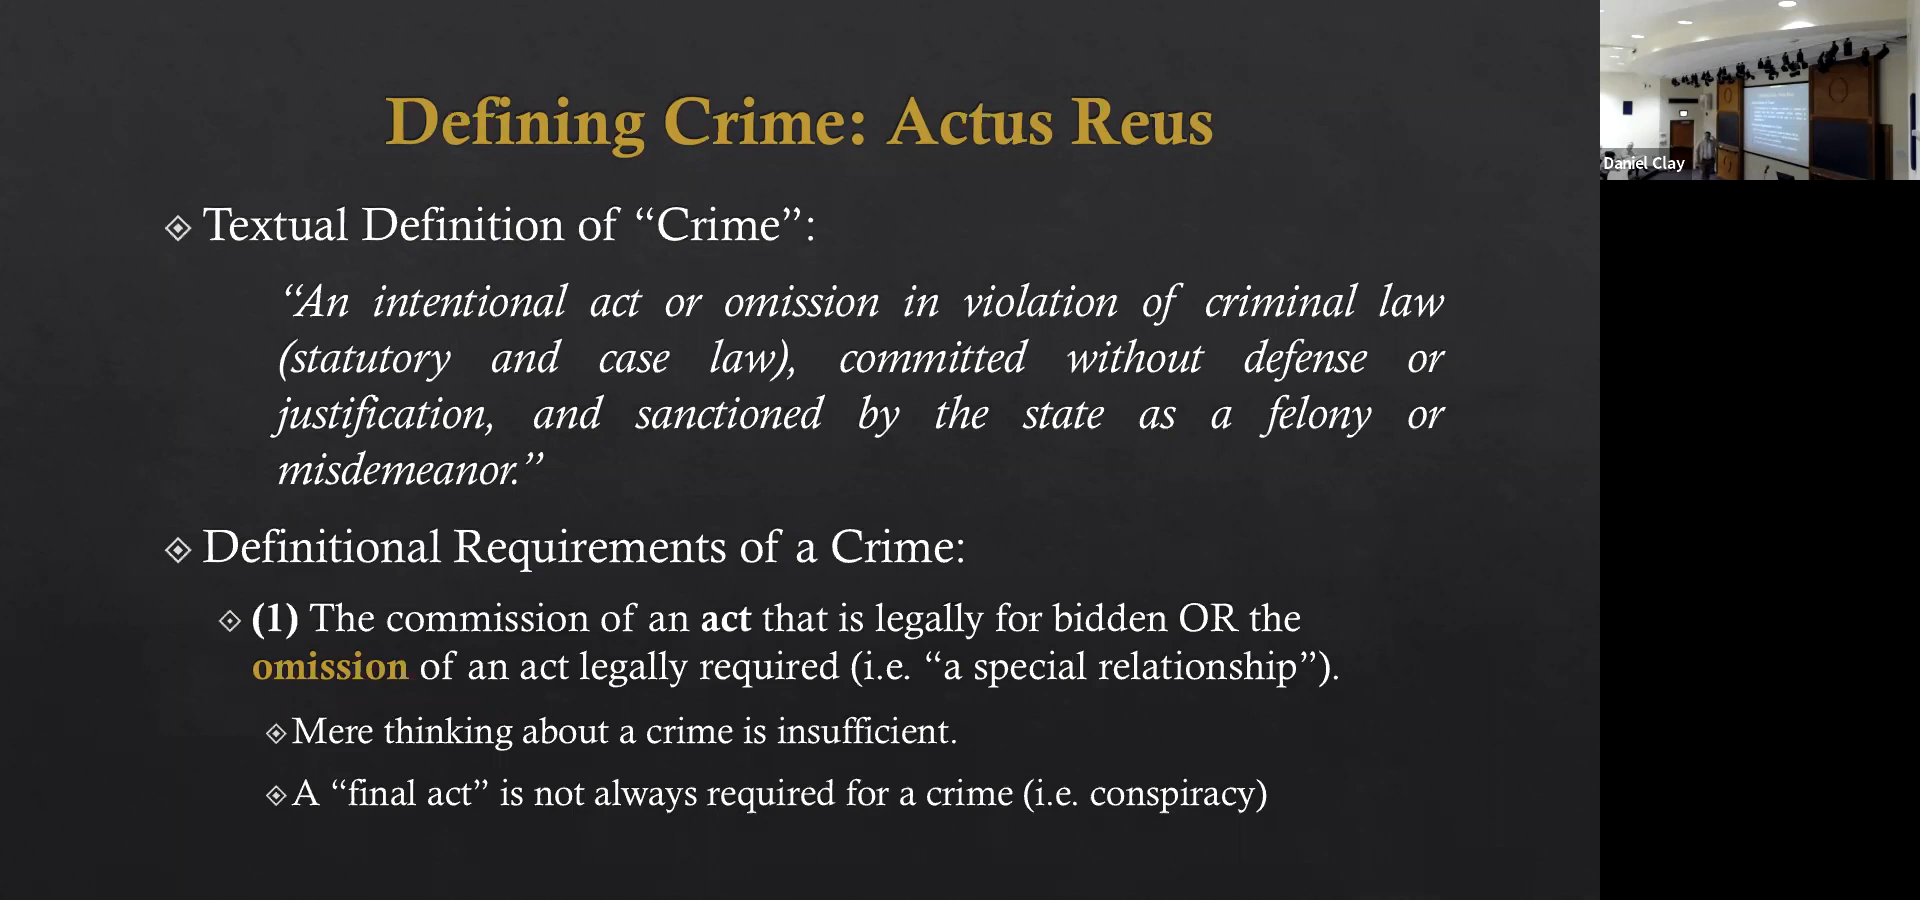 Defining Crime: Actus Reus
Textual Definition of “Crime”:
“An intentional act or omission in violation of criminal law
(statutory and case law), committed without defense or
justification, and sanctioned by the state as a felony or
misdemeanor.”
Definitional Requirements of a Crime:
(1) The commission of an act that is legally for bidden OR the
omission of an act legally required (i.e. “a special relationship”).
Mere thinking about a crime is insufficient.
A “final act” is not always required for a crime (i.e. conspiracy)
Daniel Clay